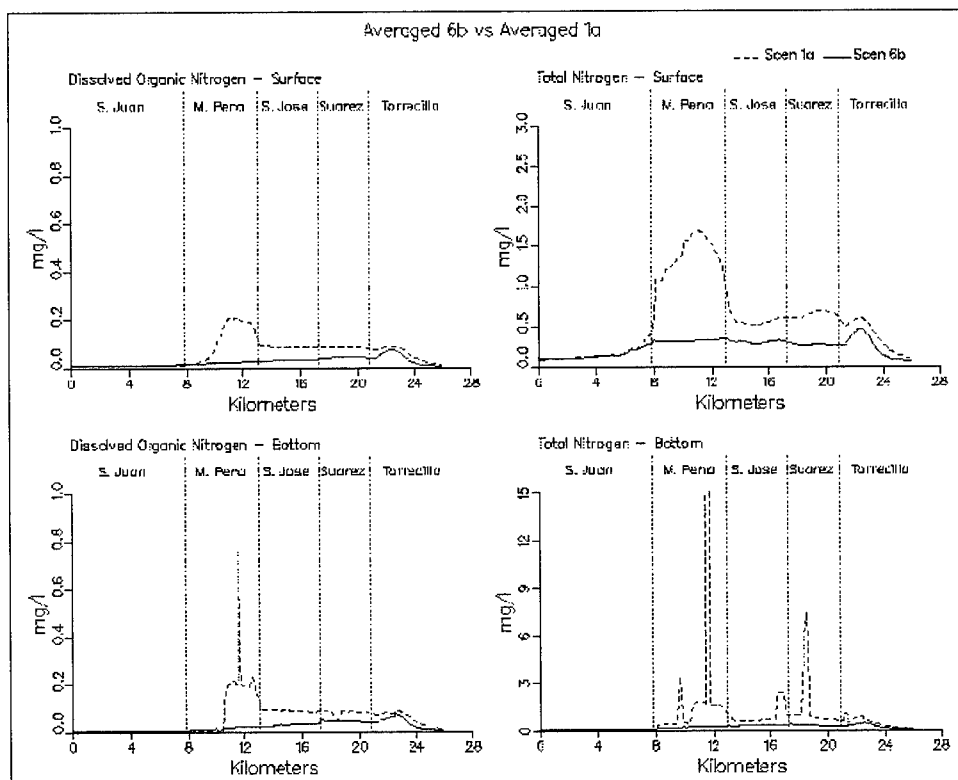 Averaged 6b vs Averaged 1a
Scen 1a
Scen 6b
Dissolved Organic Nitrogen – Surface
S. Juan
M. Pena
S. Jose
Suarez
Torrecilla
mg/l
1.0
0.8
0.6
0.4
0.2
0.0
0 4 8 12 16 20 24 28
Kilometers
Total Nitrogen – Surface
S. Juan
M. Pena
S. Jose
Suarez
Torrecilla
mg/l
3.0
2.5
2.0
1.5
1.0
0.5
0.0
0 4 8 12 16 20 24 28
Kilometers
Dissolved Organic Nitrogen – Bottom
S. Juan
M. Pena
S. Jose
Suarez
Torrecilla
mg/l
1.0
0.8
0.6
0.4
0.2
0.0
0 4 8 12 16 20 24 28
Kilometers
Total Nitrogen – Bottom
S. Juan
M. Pena
S. Jose
Suarez
Torrecilla
mg/l
15
12
9
6
3
0
0 4 8 12 16 20 24 28
Kilometers